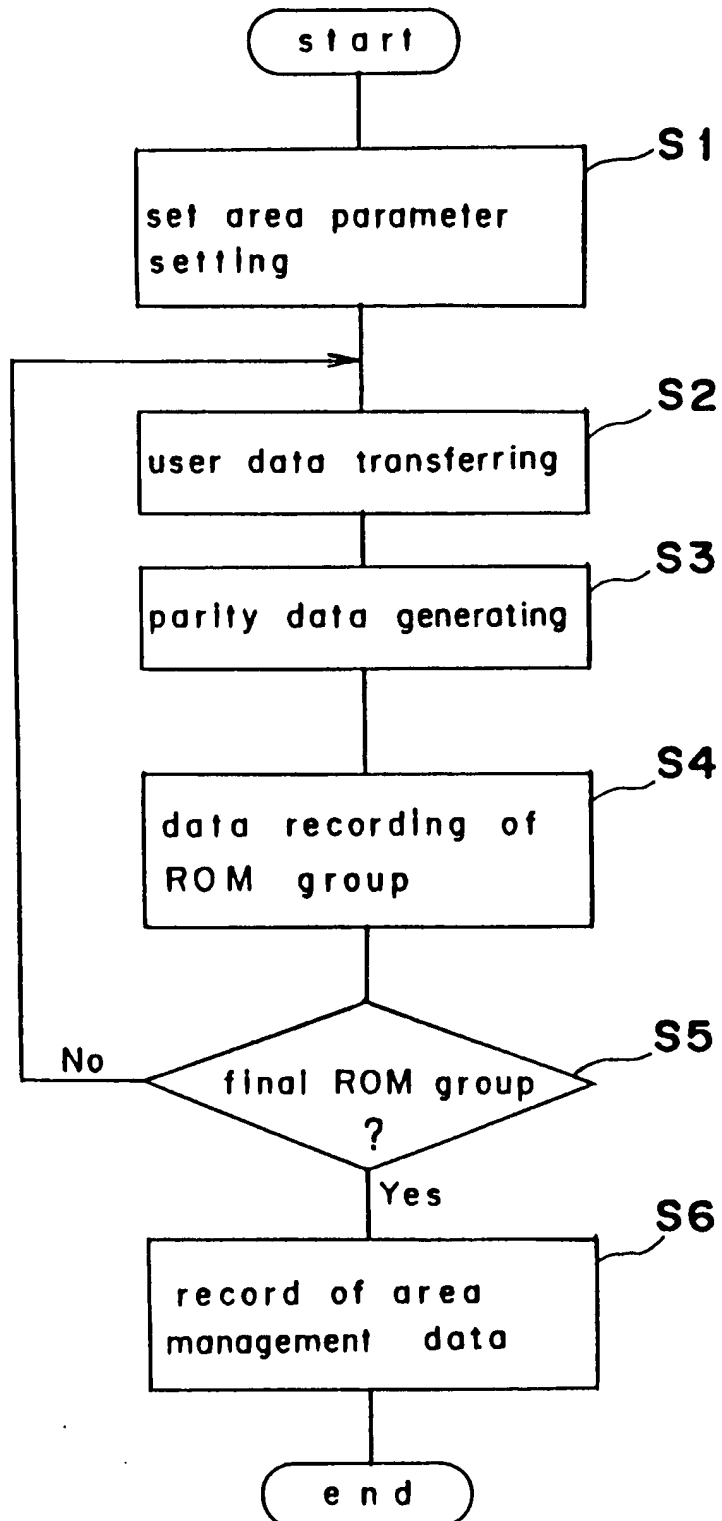 start
S1
set area parameter
setting
S2
user data transferring
S3
parity data generating
S4
data recording of
ROM group
S5
No
final ROM group
?
Yes
S6
record of area
management data
end